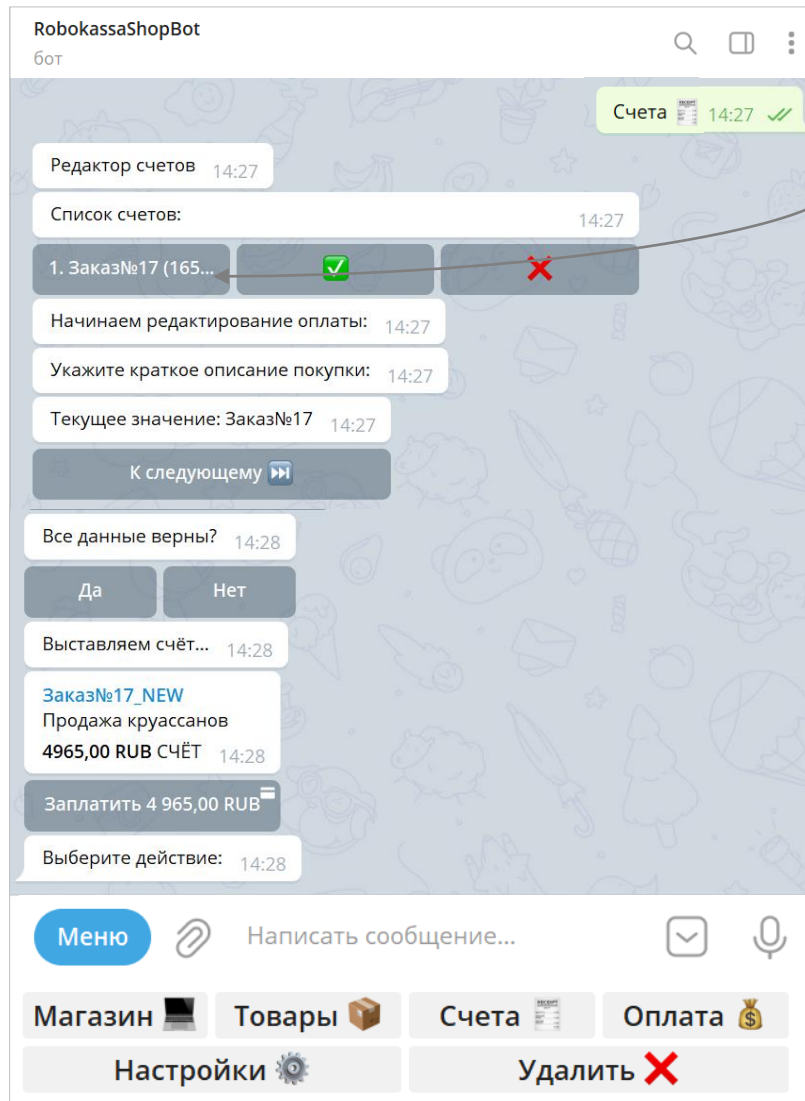 RobokassaShopBot
бот
Счета 14:27
Редактор счетов 14:27
Список счетов: 14:27
1. Заказ№17 (165...
Начинаем редактирование оплаты: 14:27
Укажите краткое описание покупки: 14:27
Текущее значение: Заказ№17 14:27
К следующему
Все данные верны? 14:28
Да Нет
Выставляем счёт... 14:28
Заказ№17_NEW
Продажа круассанов
4965,00 RUB СЧЁТ 14:28
Заплатить 4 965,00 RUB
Выберите действие: 14:28
Меню Написать сообщение...
Магазин Товары Счета Оплата
Настройки Удалить